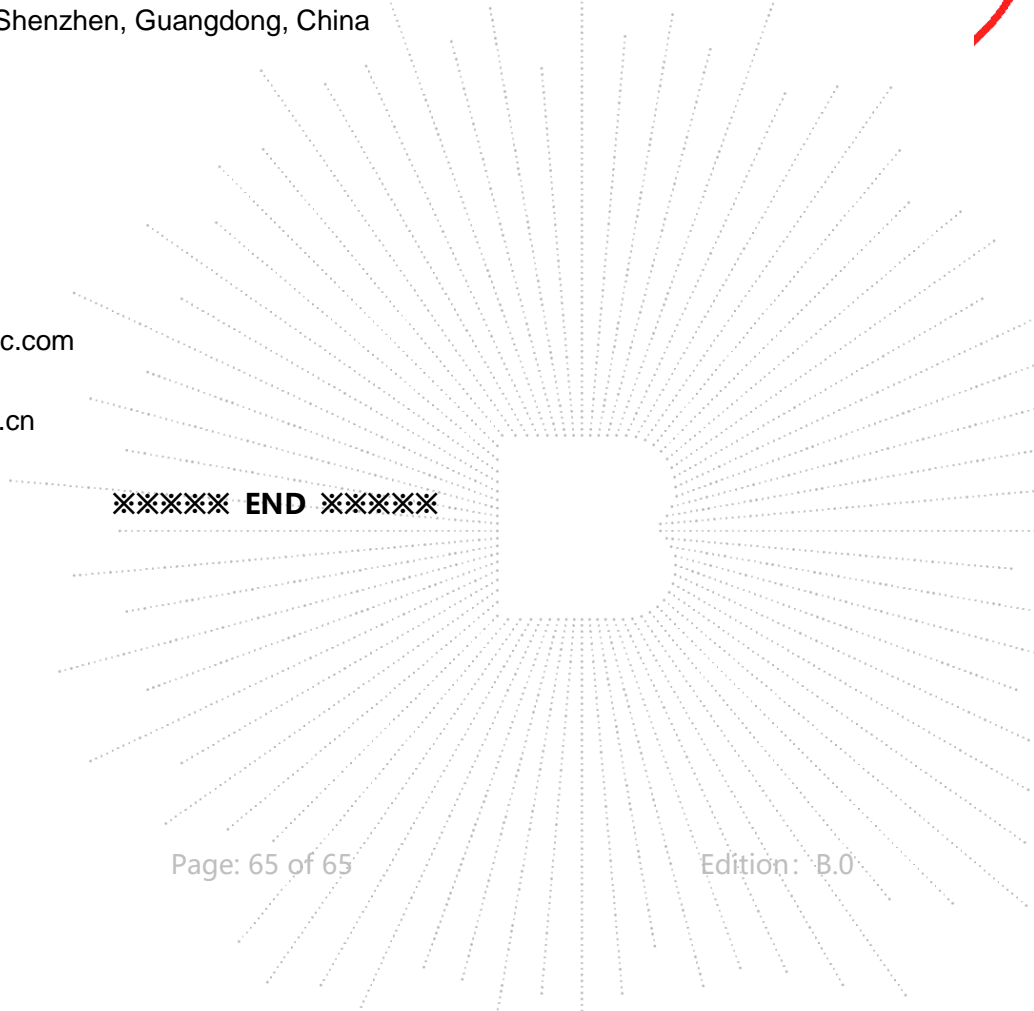 Shenzhen, Guangdong, China
c.com
.cn
※※※※※ END ※※※※※
Page: 65 of 65 Edition： B.0